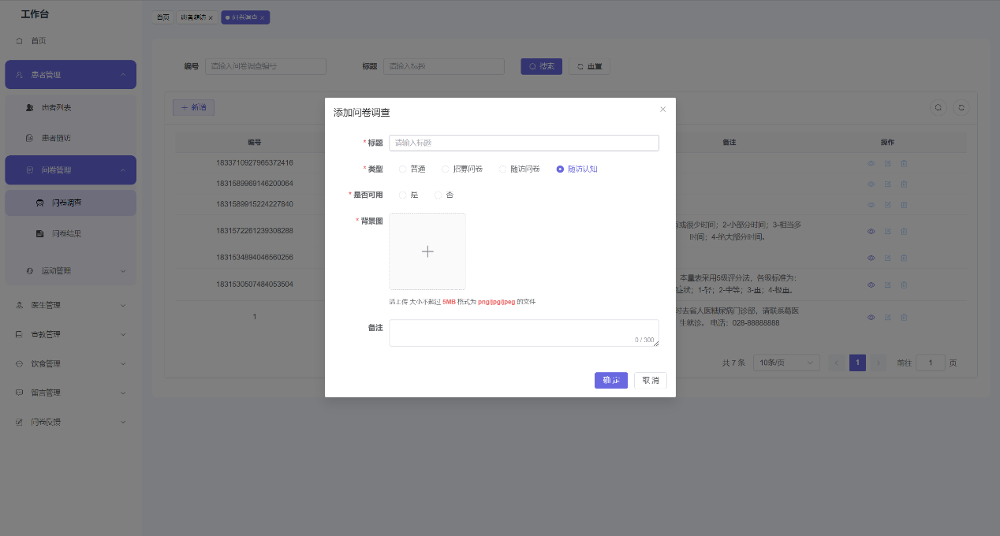 工作台
首页
患者管理
患者列表
患者随访
问卷管理
问卷调查
问卷结果
运动管理
医生管理
宣教管理
饮食管理
留言管理
问卷反馈
首页 患者随访 × 问卷调查 ×
编号 请输入问卷调查编号 标题 请输入标题 搜索 重置
+ 新增
编号 备注 操作
1833710927965372416
1831589969146200064
1831589915224227840
1831572261239308288
或很少时间；2-小部分时间；3-相当多
时间；4-绝大部分时间。
1831534894046560256
1831530507484053504
本量表采用5级评分法，各级标准为：
症状；1-轻；2-中等；3-重；4-极重。
1
时去省人医糖尿病门诊部，请联系葛医
生就诊。 电话：028-88888888
共 7 条 10条/页 < 1 > 前往 1 页
添加问卷调查
* 标题 请输入标题
* 类型 普通 招募问卷 随访问卷 随访认知
* 是否可用 是 否
* 背景图
请上传 大小不超过 5MB 格式为 png/jpg/jpeg 的文件
备注
0 / 300
确 定 取 消